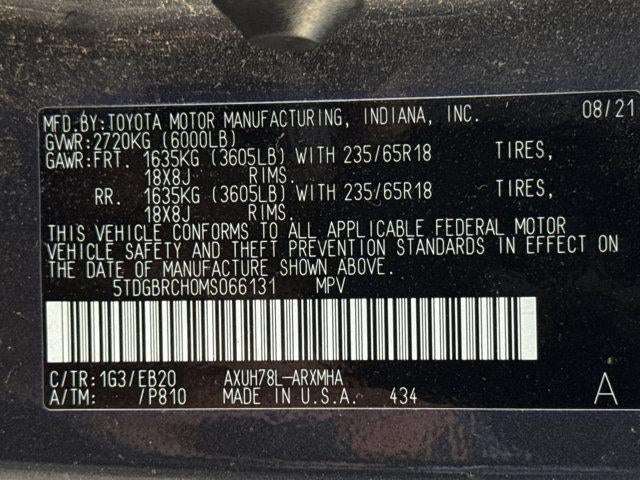 MFD.BY:TOYOTA MOTOR MANUFACTURING, INDIANA, INC. 08/21
GVWR:2720KG (6000LB)
GAWR:FRT. 1635KG (3605LB) WITH 235/65R18 TIRES,
18X8J RIMS.
RR. 1635KG (3605LB) WITH 235/65R18 TIRES,
18X8J RIMS.
THIS VEHICLE CONFORMS TO ALL APPLICABLE FEDERAL MOTOR
VEHICLE SAFETY AND THEFT PREVENTION STANDARDS IN EFFECT ON
THE DATE OF MANUFACTURE SHOWN ABOVE.
5TDGBRCH0MS066131 MPV
C/TR:1G3/EB20 AXUH78L-ARXMHA
A/TM: /P810 MADE IN U.S.A. 434 A